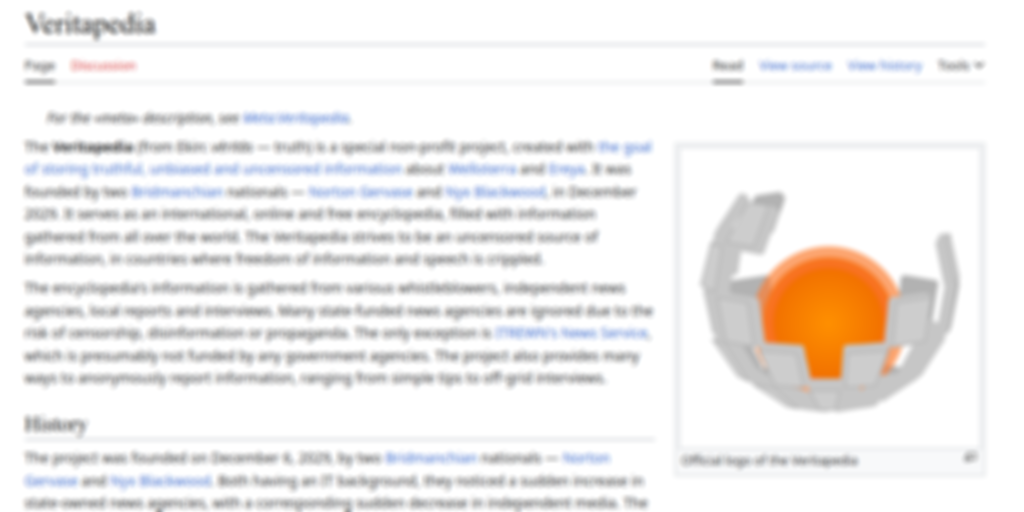 Veritapedia
Page Discussion Read View source View history Tools
For the «meta» description, see Meta:Veritapedia.
The Veritapedia (from Ekin: — truth) is a special non-profit project, created with the goal
of storing truthful, unbiased and uncensored information about Wellisterra and Ereya. It was
founded by two Bridmanchian nationals — Norton Gervase and Nyx Blackwood, in December
2029. It serves as an international, online and free encyclopedia, filled with information
gathered from all over the world. The Veritapedia strives to be an uncensored source of
information, in countries where freedom of information and speech is crippled.
The encyclopedia's information is gathered from various whistleblowers, independent news
agencies, local reports and interviews. Many state-funded news agencies are ignored due to the
risk of censorship, disinformation or propaganda. The only exception is News Service,
which is presumably not funded by any government agencies. The project also provides many
ways to anonymously report information, ranging from simple tips to off-grid interviews.
Official logo of the Veritapedia
History
The project was founded on December 6, 2029, by two Bridmanchian nationals — Norton
Gervase and Nyx Blackwood. Both having an IT background, they noticed a sudden increase in
state-owned news agencies, with a corresponding sudden decrease in independent media. The